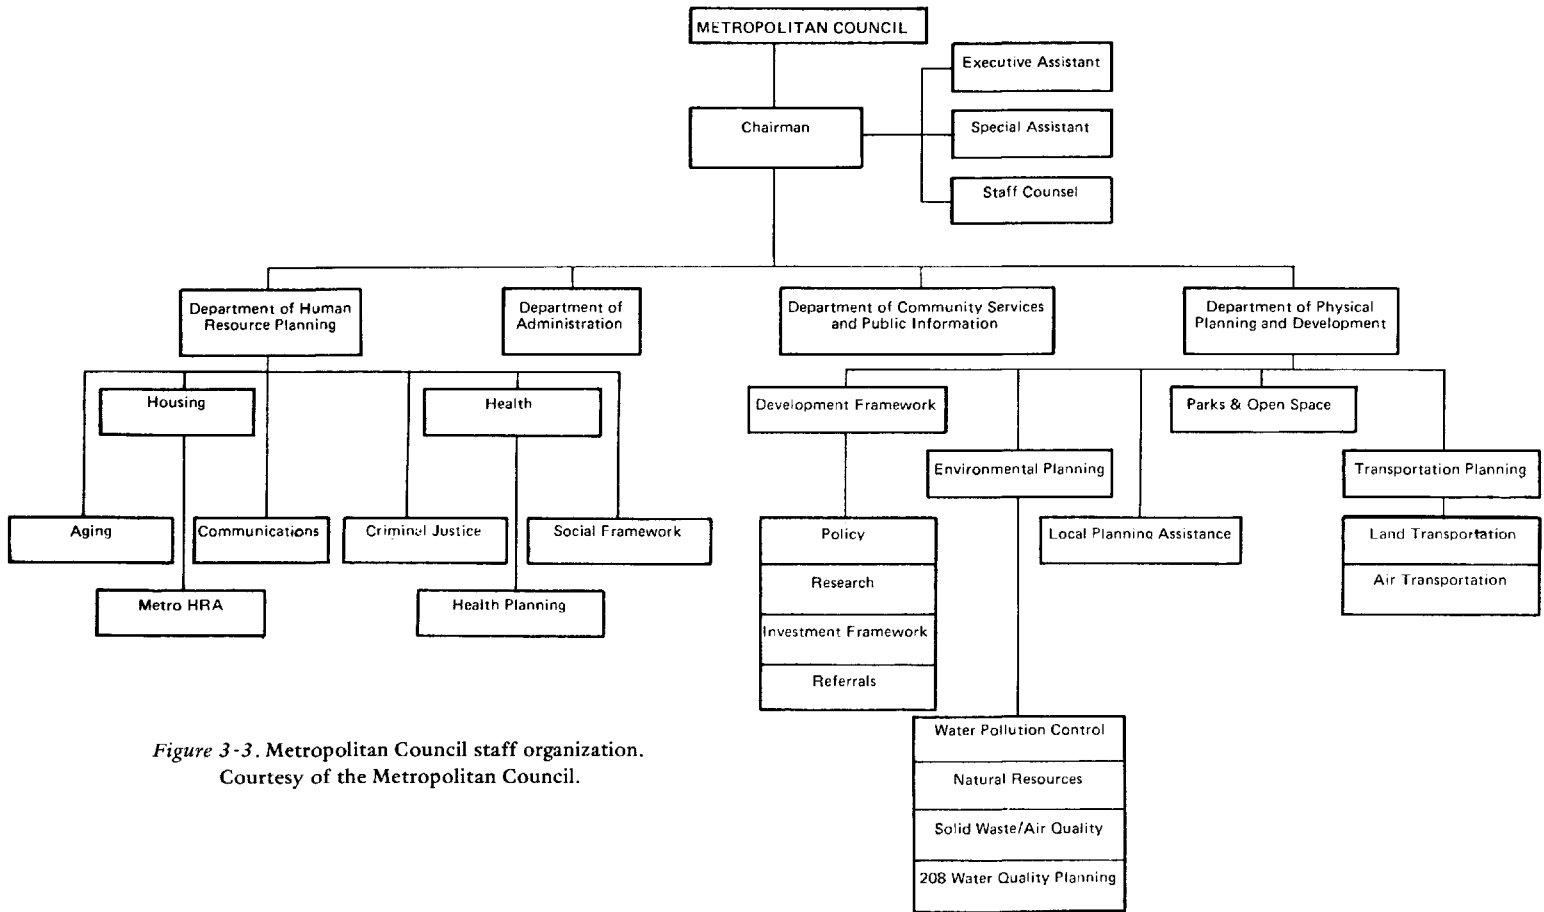 METROPOLITAN COUNCIL
Executive Assistant
Chairman
Special Assistant
Staff Counsel
Department of Human
Resource Planning
Department of
Administration
Department of Community Services
and Public Information
Department of Physical
Planning and Development
Housing
Health
Development Framework
Parks & Open Space
Environmental Planning
Transportation Planning
Aging
Communications
Criminal Justice
Social Framework
Policy
Research
Investment Framework
Referrals
Local Planning Assistance
Land Transportation
Air Transportation
Metro HRA
Health Planning
Water Pollution Control
Natural Resources
Solid Waste/Air Quality
208 Water Quality Planning
Figure 3-3. Metropolitan Council staff organization.
Courtesy of the Metropolitan Council.